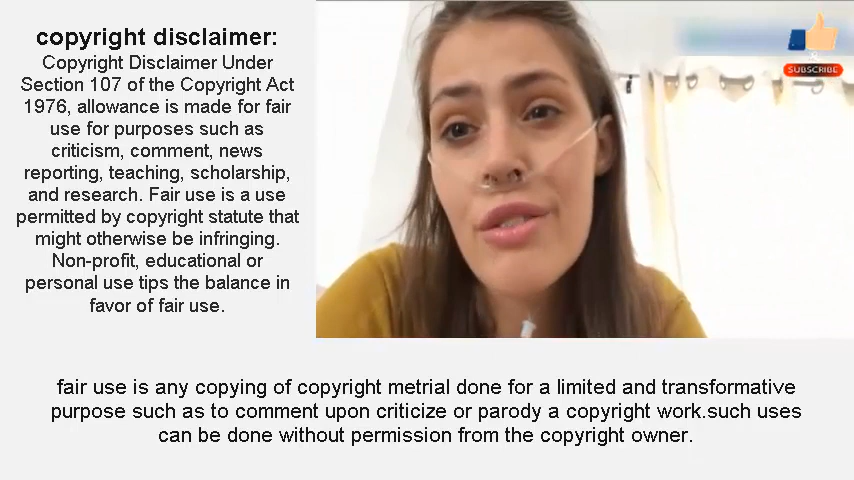 copyright disclaimer:
Copyright Disclaimer Under
Section 107 of the Copyright Act
1976, allowance is made for fair
use for purposes such as
criticism, comment, news
reporting, teaching, scholarship,
and research. Fair use is a use
permitted by copyright statute that
might otherwise be infringing.
Non-profit, educational or
personal use tips the balance in
favor of fair use.
SUBSCRIBE
fair use is any copying of copyright metrial done for a limited and transformative
purpose such as to comment upon criticize or parody a copyright work.such uses
can be done without permission from the copyright owner.